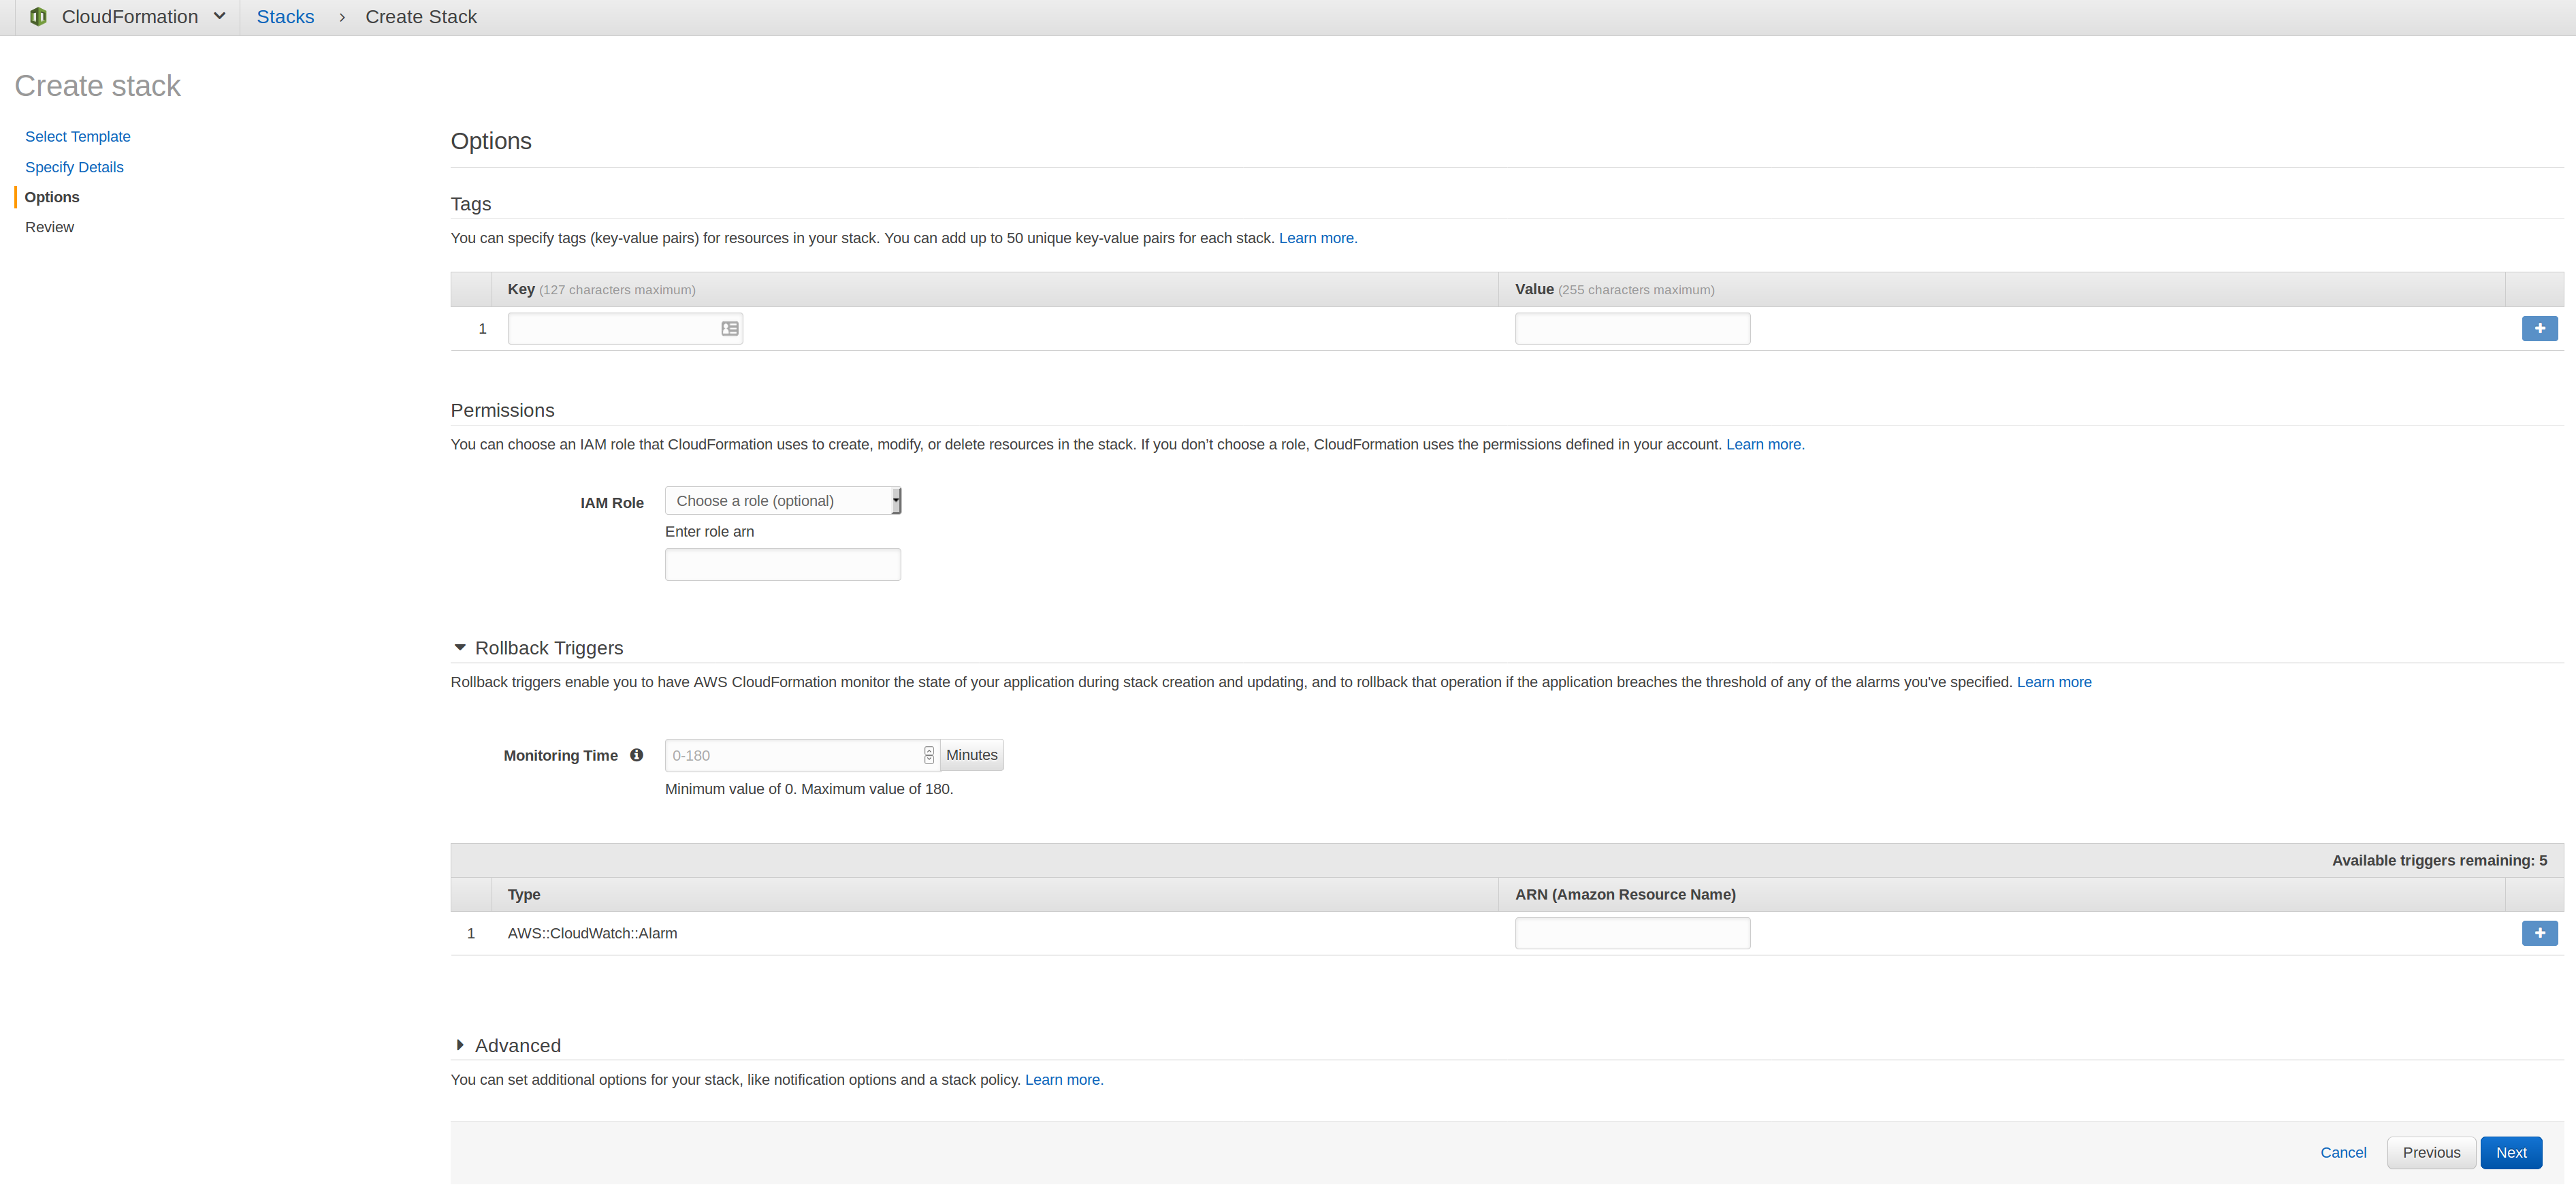 CloudFormation Stacks › Create Stack
Create stack
Select Template
Specify Details
Options
Review
Options
Tags
You can specify tags (key-value pairs) for resources in your stack. You can add up to 50 unique key-value pairs for each stack. Learn more.
Key (127 characters maximum) Value (255 characters maximum)
1
Permissions
You can choose an IAM role that CloudFormation uses to create, modify, or delete resources in the stack. If you don’t choose a role, CloudFormation uses the permissions defined in your account. Learn more.
IAM Role Choose a role (optional)
Enter role arn
Rollback Triggers
Rollback triggers enable you to have AWS CloudFormation monitor the state of your application during stack creation and updating, and to rollback that operation if the application breaches the threshold of any of the alarms you've specified. Learn more
Monitoring Time 0-180 Minutes
Minimum value of 0. Maximum value of 180.
Available triggers remaining: 5
Type ARN (Amazon Resource Name)
1 AWS::CloudWatch::Alarm
Advanced
You can set additional options for your stack, like notification options and a stack policy. Learn more.
Cancel Previous Next